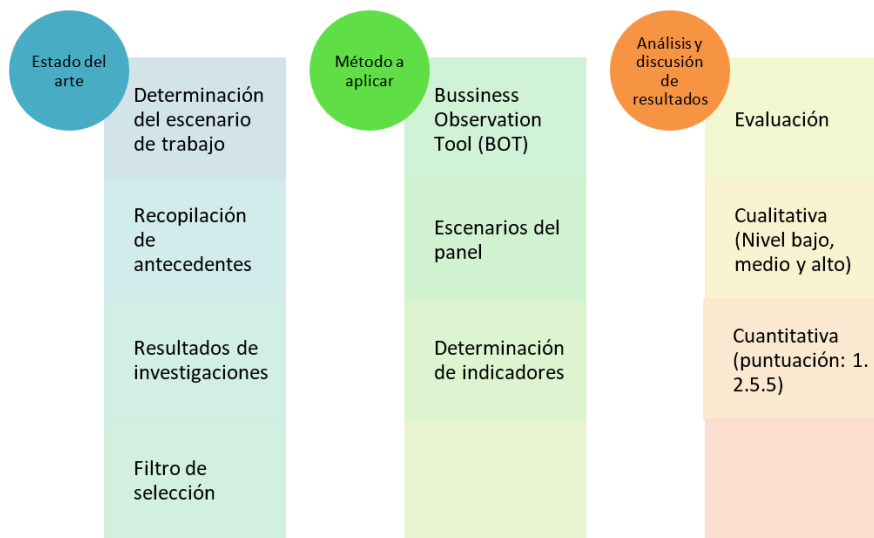 Estado del
arte
Determinación
del escenario
de trabajo
Recopilación
de
antecedentes
Resultados de
investigaciones
Filtro de
selección
Método a
aplicar
Bussiness
Observation
Tool (BOT)
Escenarios del
panel
Determinación
de indicadores
Análisis y
discusión
de
resultados
Evaluación
Cualitativa
(Nivel bajo,
medio y alto)
Cuantitativa
(puntuación: 1.
2.5.5)